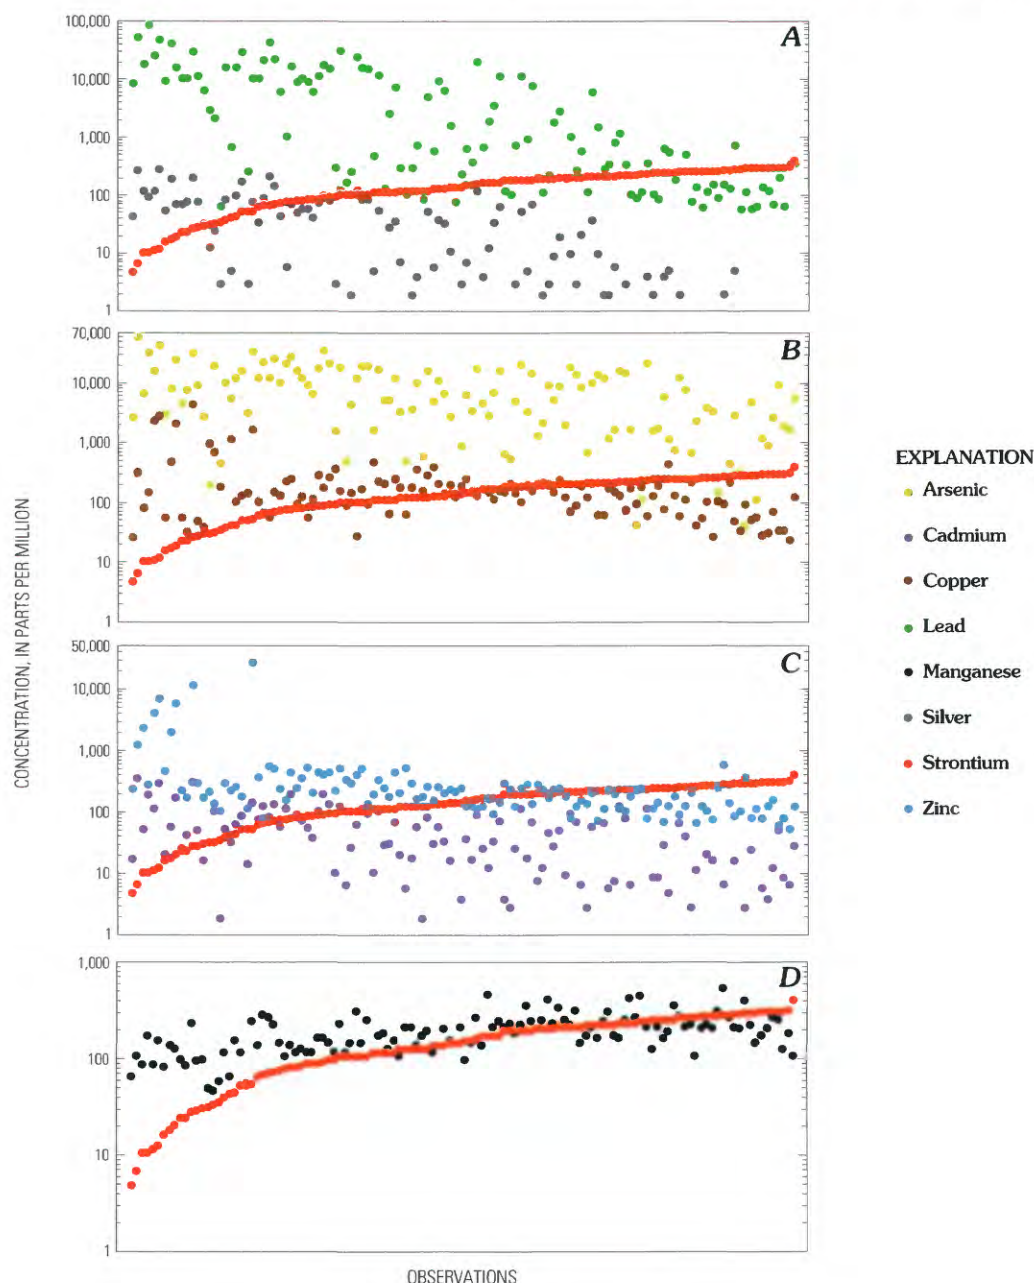 100,000
10,000
1,000
100
10
1
A
70,000
10,000
1,000
100
10
1
B
50,000
10,000
1,000
100
10
1
C
1,000
100
10
1
D
CONCENTRATION, IN PARTS PER MILLION
OBSERVATIONS
EXPLANATION
Arsenic
Cadmium
Copper
Lead
Manganese
Silver
Strontium
Zinc